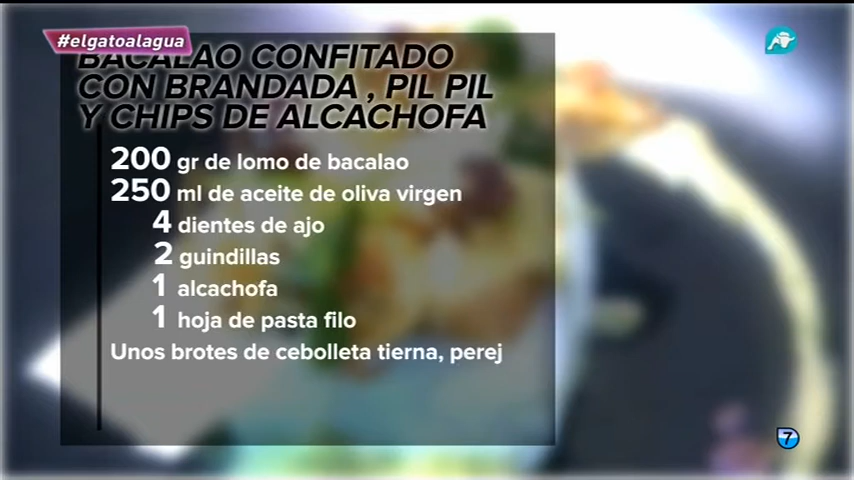 #elgatoalagua
BACALAO CONFITADO
CON BRANDADA , PIL PIL
Y CHIPS DE ALCACHOFA
200 gr de lomo de bacalao
250 ml de aceite de oliva virgen
4 dientes de ajo
2 guindillas
1 alcachofa
1 hoja de pasta filo
Unos brotes de cebolleta tierna, perej
7